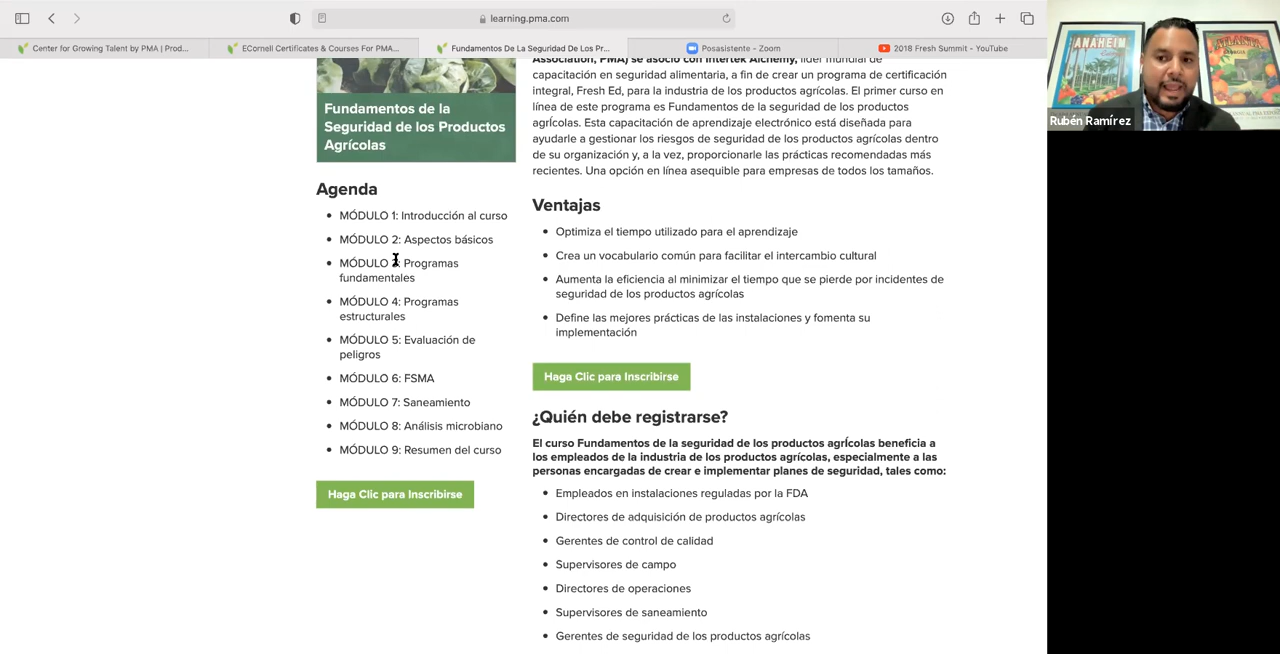 learning.pma.com
Center for Growing Talent by PMA | Prod...
ECornell Certificates & Courses For PMA...
Fundamentos De La Seguridad De Los Pr...
Posasistente - Zoom
2018 Fresh Summit - YouTube
Fundamentos de la
Seguridad de los Productos
Agrícolas
Agenda
MÓDULO 1: Introducción al curso
MÓDULO 2: Aspectos básicos
MÓDULO : Programas
fundamentales
MÓDULO 4: Programas
estructurales
MÓDULO 5: Evaluación de
peligros
MÓDULO 6: FSMA
MÓDULO 7: Saneamiento
MÓDULO 8: Análisis microbiano
MÓDULO 9: Resumen del curso
Haga Clic para Inscribirse
Association, PMA) se asoció con Intertek Alchemy, líder mundial de
capacitación en seguridad alimentaria, a fin de crear un programa de certificación
integral, Fresh Ed, para la industria de los productos agrícolas. El primer curso en
línea de este programa es Fundamentos de la seguridad de los productos
agrícolas. Esta capacitación de aprendizaje electrónico está diseñada para
ayudarle a gestionar los riesgos de seguridad de los productos agrícolas dentro
de su organización y, a la vez, proporcionarle las prácticas recomendadas más
recientes. Una opción en línea asequible para empresas de todos los tamaños.
Ventajas
Optimiza el tiempo utilizado para el aprendizaje
Crea un vocabulario común para facilitar el intercambio cultural
Aumenta la eficiencia al minimizar el tiempo que se pierde por incidentes de
seguridad de los productos agrícolas
Define las mejores prácticas de las instalaciones y fomenta su
implementación
Haga Clic para Inscribirse
¿Quién debe registrarse?
El curso Fundamentos de la seguridad de los productos agrícolas beneficia a
los empleados de la industria de los productos agrícolas, especialmente a las
personas encargadas de crear e implementar planes de seguridad, tales como:
Empleados en instalaciones reguladas por la FDA
Directores de adquisición de productos agrícolas
Gerentes de control de calidad
Supervisores de campo
Directores de operaciones
Supervisores de saneamiento
Gerentes de seguridad de los productos agrícolas
ANAHEIM
ATLANTA
Rubén Ramírez